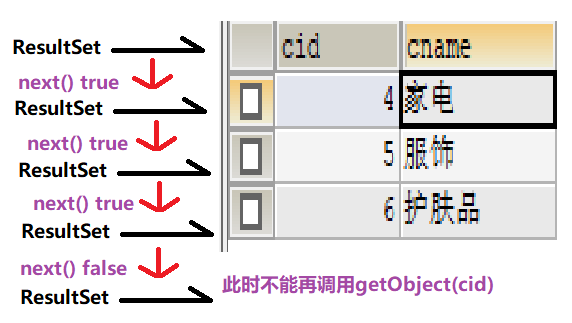 ResultSet cid cname
next() true
ResultSet 4 家电
next() true
ResultSet 5 服饰
next() true
ResultSet 6 护肤品
next() false
ResultSet 此时不能再调用getObject(cid)